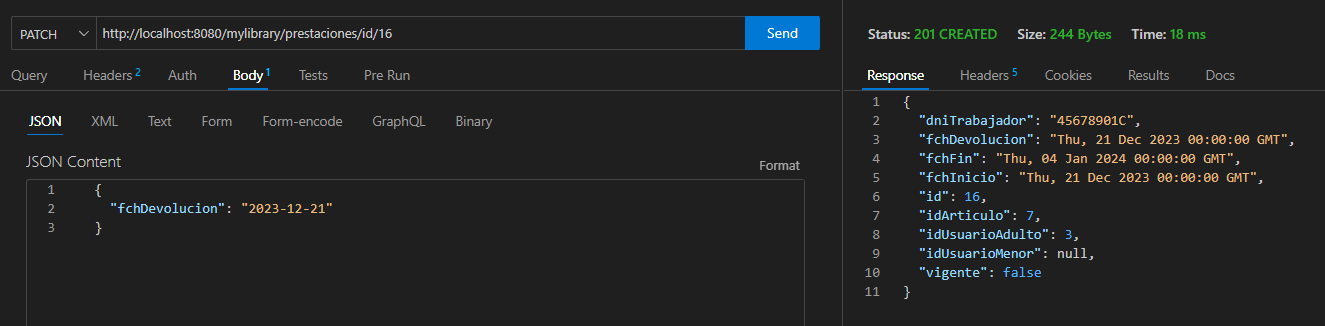 PATCH http://localhost:8080/mylibrary/prestaciones/id/16 Send
Query Headers 2 Auth Body 1 Tests Pre Run
JSON XML Text Form Form-encode GraphQL Binary
JSON Content Format
1 {
2 "fchDevolucion": "2023-12-21"
3 }
Status: 201 CREATED Size: 244 Bytes Time: 18 ms
Response Headers 5 Cookies Results Docs
1 {
2 "dniTrabajador": "45678901C",
3 "fchDevolucion": "Thu, 21 Dec 2023 00:00:00 GMT",
4 "fchFin": "Thu, 04 Jan 2024 00:00:00 GMT",
5 "fchInicio": "Thu, 21 Dec 2023 00:00:00 GMT",
6 "id": 16,
7 "idArticulo": 7,
8 "idUsuarioAdulto": 3,
9 "idUsuarioMenor": null,
10 "vigente": false
11 }